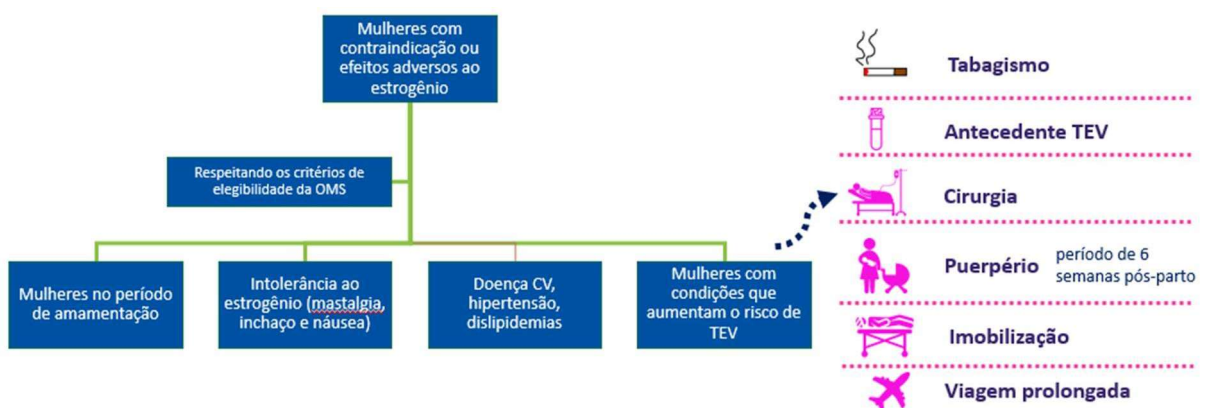 Mulheres com
contraindicação ou
efeitos adversos ao
estrogênio
Respeitando os critérios de
elegibilidade da OMS
Mulheres no período
de amamentação
Intolerância ao
estrogênio (mastalgia,
inchaço e náusea)
Doença CV,
hipertensão,
dislipidemias
Mulheres com
condições que
aumentam o risco de
TEV
Tabagismo
Antecedente TEV
Cirurgia
Puerpério
período de 6
semanas pós-parto
Imobilização
Viagem prolongada